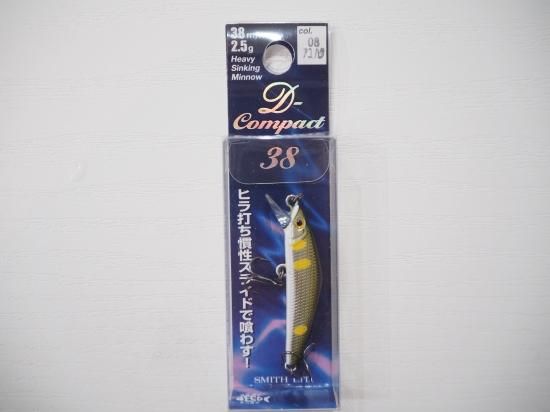 38mm
2.5g
Heavy
Sinking
Minnow
col.
08
D-
Compact
38
ヒラ打ち慣性スライドで喰わす!
SMITH LTD